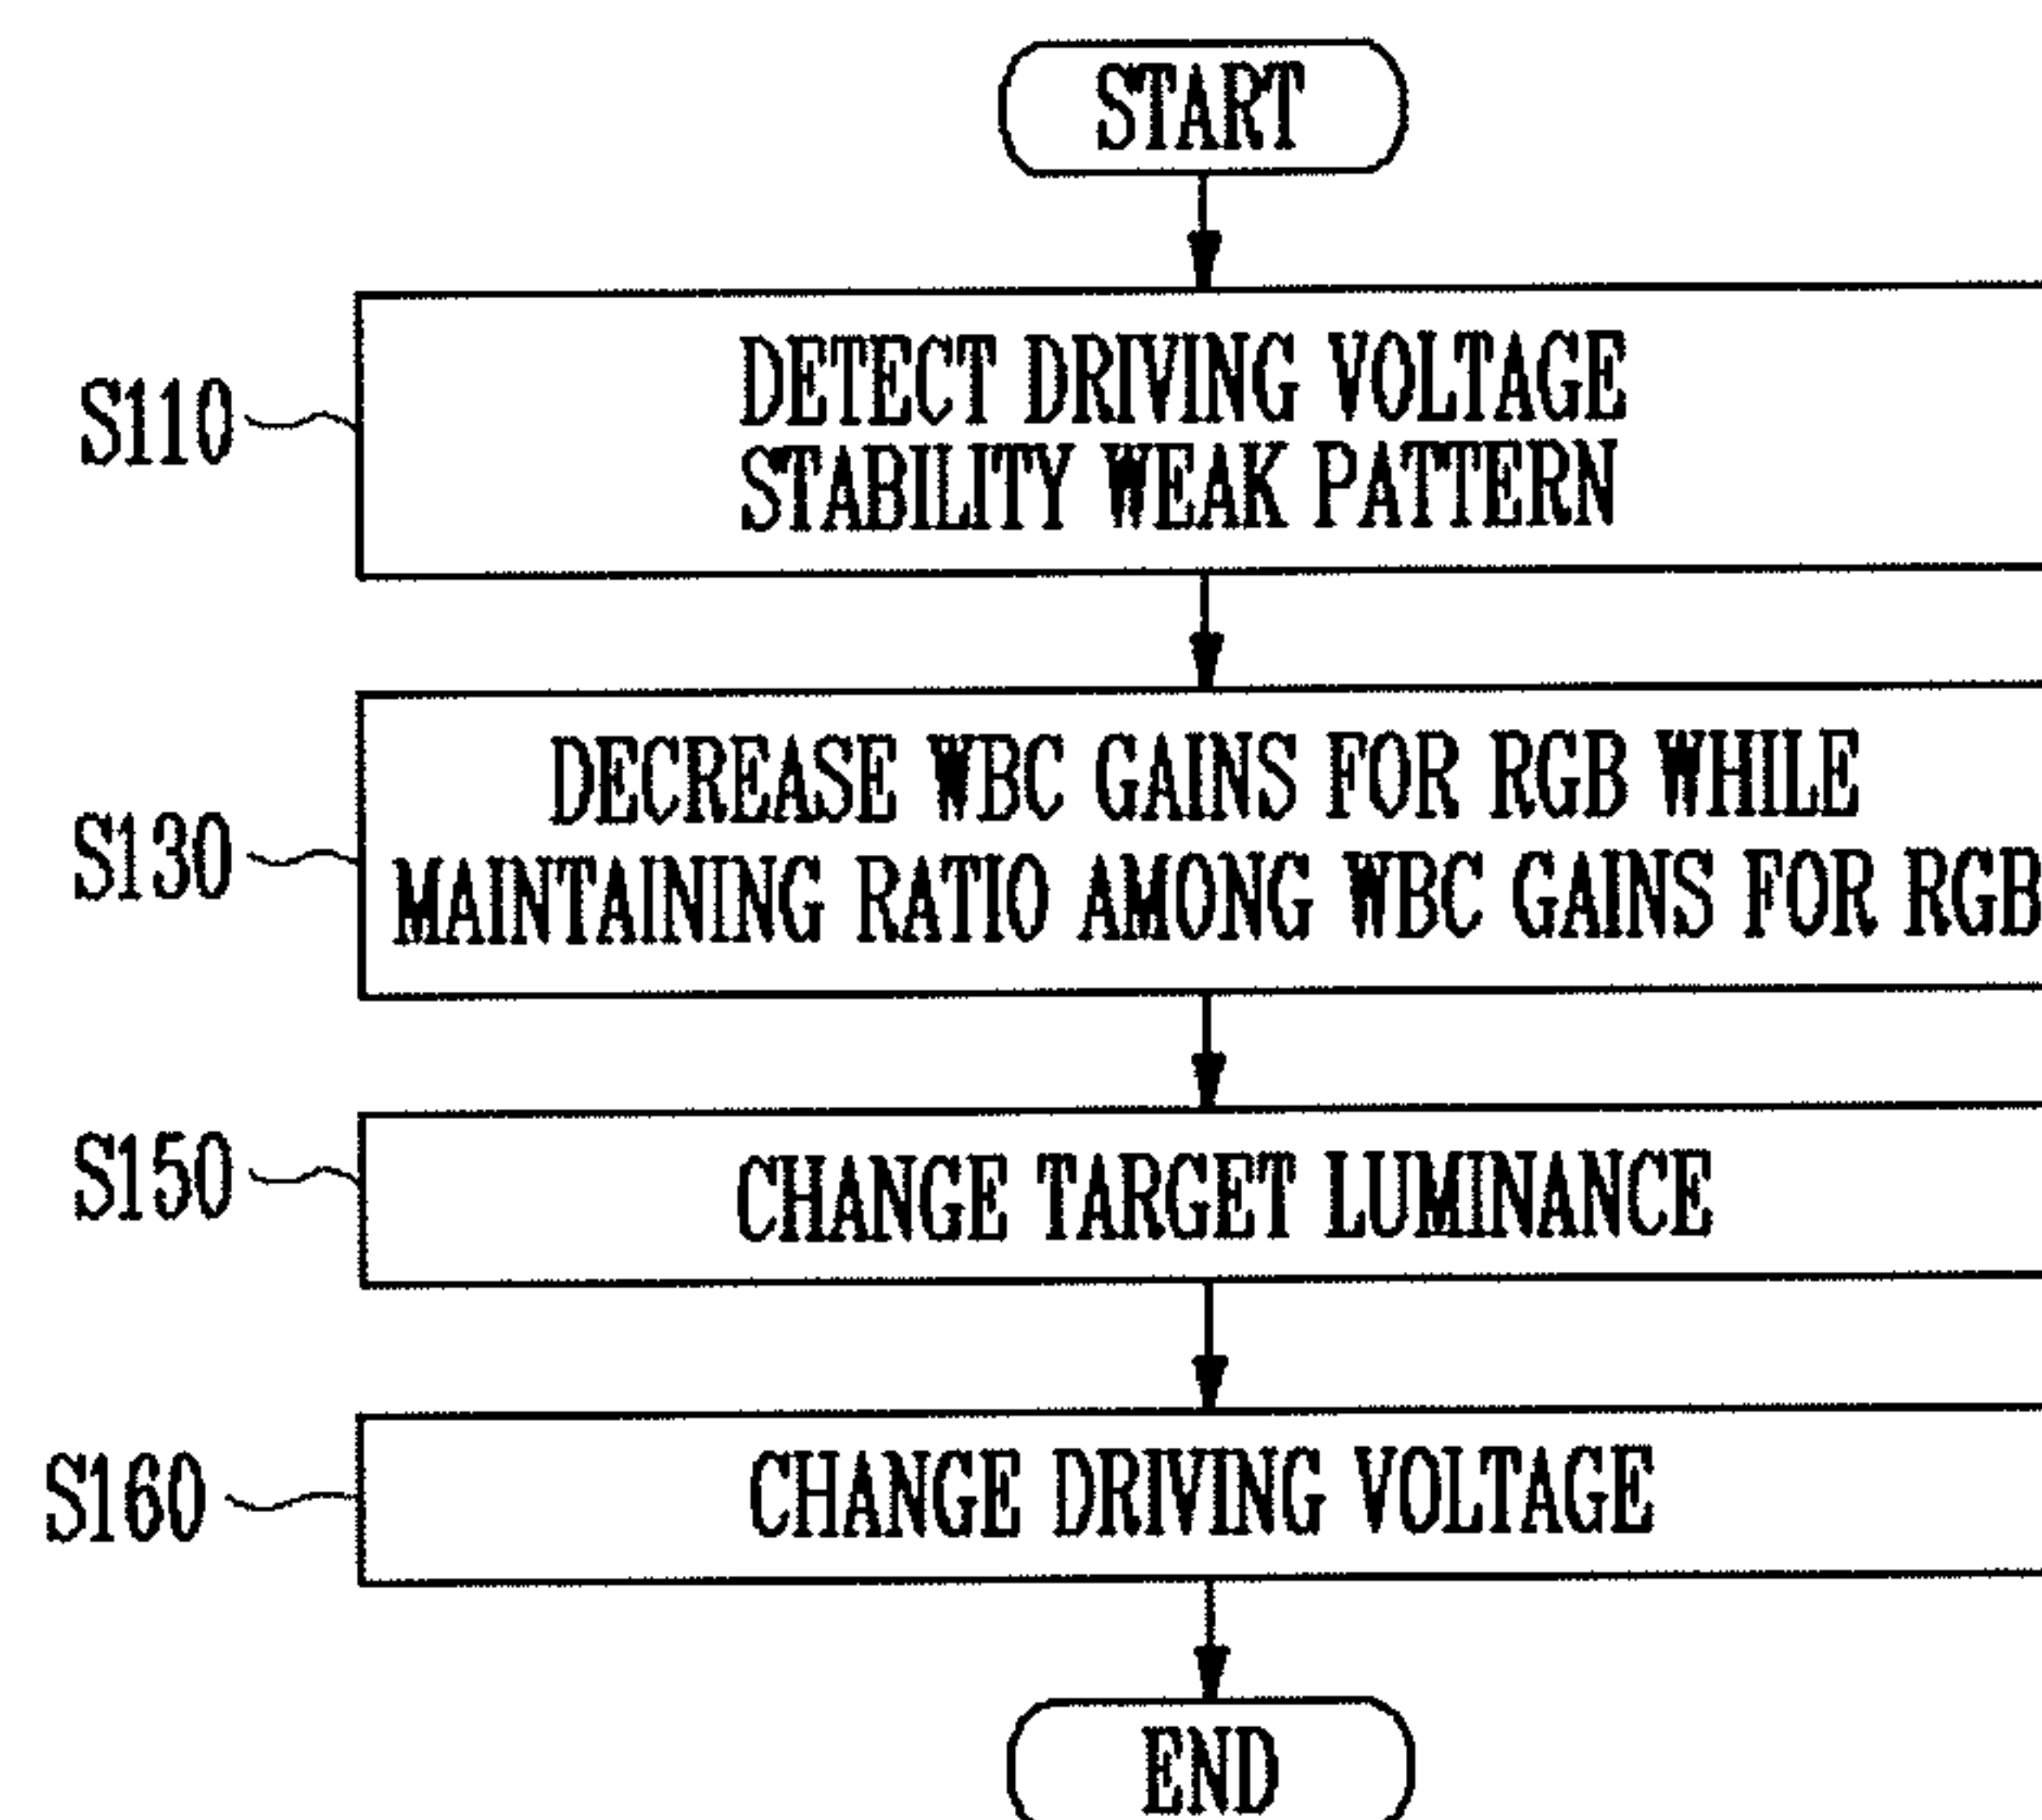 START
S110
DETECT DRIVING VOLTAGE
STABILITY WEAK PATTERN
S130
DECREASE WBC GAINS FOR RGB WHILE
MAINTAINING RATIO AMONG WBC GAINS FOR RGB
S150
CHANGE TARGET LUMINANCE
S160
CHANGE DRIVING VOLTAGE
END